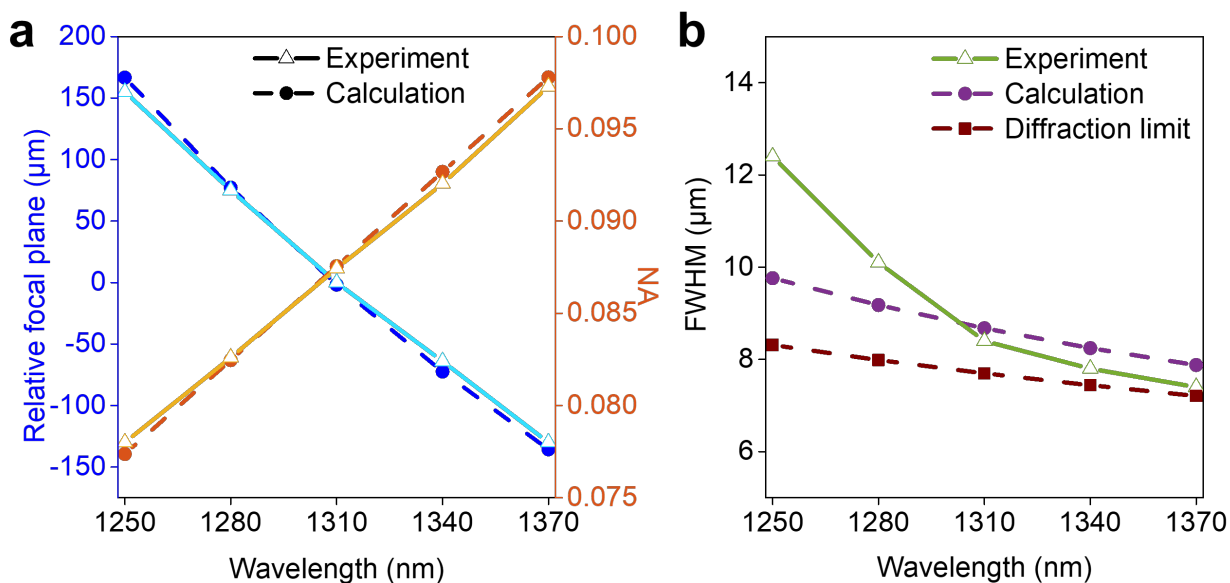 a
200
150
100
50
0
-50
-100
-150
Relative focal plane (µm)
Experiment
Calculation
0.100
0.095
0.090
0.085
0.080
0.075
NA
1250 1280 1310 1340 1370
Wavelength (nm)
b
14
12
10
8
6
FWHM (µm)
Experiment
Calculation
Diffraction limit
1250 1280 1310 1340 1370
Wavelength (nm)